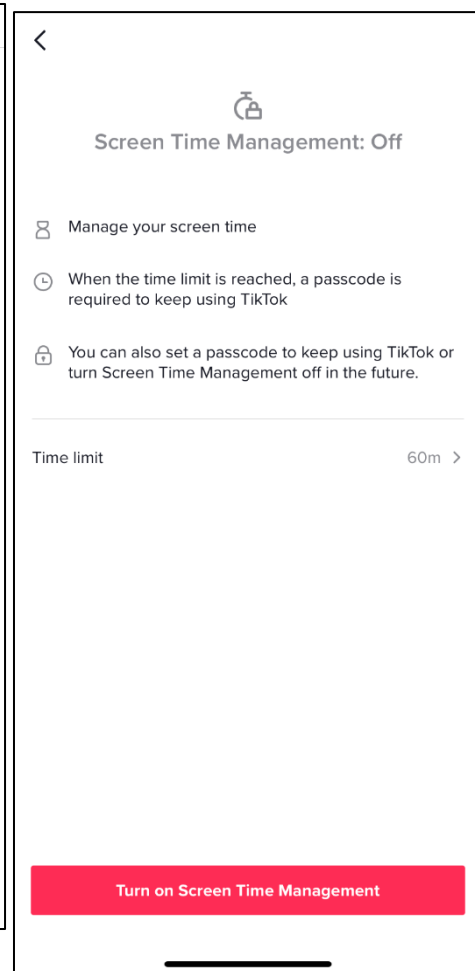 Screen Time Management: Off
Manage your screen time
When the time limit is reached, a passcode is
required to keep using TikTok
You can also set a passcode to keep using TikTok or
turn Screen Time Management off in the future.
Time limit 60m
Turn on Screen Time Management